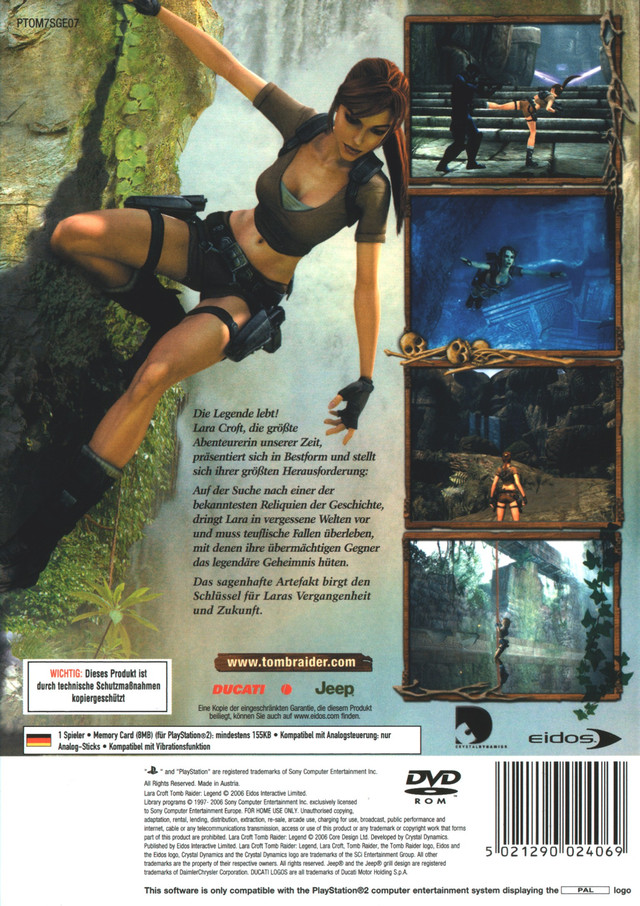 PTOM7SGE07
Die Legende lebt!
Lara Croft, die größte
Abenteurerin unserer Zeit,
präsentiert sich in Bestform und stellt
sich ihrer größten Herausforderung:
Auf der Suche nach einer der
bekanntesten Reliquien der Geschichte,
dringt Lara in vergessene Welten vor
und muss teuflische Fallen überleben,
mit denen ihre übermächtigen Gegner
das legendäre Geheimnis hüten.
Das sagenhafte Artefakt birgt den
Schlüssel für Laras Vergangenheit
und Zukunft.
www.tombraider.com
DUCATI Jeep
Eine Kopie der eingeschränkten Garantie, die diesem Produkt
beiliegt, können Sie auch auf www.eidos.com finden.
WICHTIG: Dieses Produkt ist
durch technische Schutzmaßnahmen
kopiergeschützt
1 Spieler • Memory Card (8MB) (für PlayStation®2): mindestens 155KB • Kompatibel mit Analogsteuerung: nur
Analog-Sticks • Kompatibel mit Vibrationsfunktion
CRYSTAL DYNAMICS
eidos
" " and "PlayStation" are registered trademarks of Sony Computer Entertainment Inc.
All Rights Reserved. Made in Austria.
Lara Croft Tomb Raider: Legend © 2006 Eidos Interactive Limited.
Library programs © 1997- 2006 Sony Computer Entertainment Inc. exclusively licensed
to Sony Computer Entertainment Europe. FOR HOME USE ONLY. Unauthorised copying,
adaptation, rental, lending, distribution, extraction, re-sale, arcade use, charging for use, broadcast, public performance and
internet, cable or any telecommunications transmission, access or use of this product or any trademark or copyright work that forms
part of this product are prohibited. Lara Croft Tomb Raider: Legend © 2006 Core Design Ltd. Developed by Crystal Dynamics.
Published by Eidos Interactive Limited. Lara Croft Tomb Raider: Legend, Lara Croft, Tomb Raider, the Tomb Raider logo, Eidos and
the Eidos logo, Crystal Dynamics and the Crystal Dynamics logo are trademarks of the SCi Entertainment Group. All other
trademarks are the property of their respective owners. All rights reserved. Jeep® and the Jeep® grill design are registered
trademarks of DaimlerChrysler Corporation. DUCATI LOGOS are all trademarks of Ducati Motor Holding S.p.A.
DVD
ROM
5 021290 024069
This software is only compatible with the PlayStation®2 computer entertainment system displaying the PAL logo